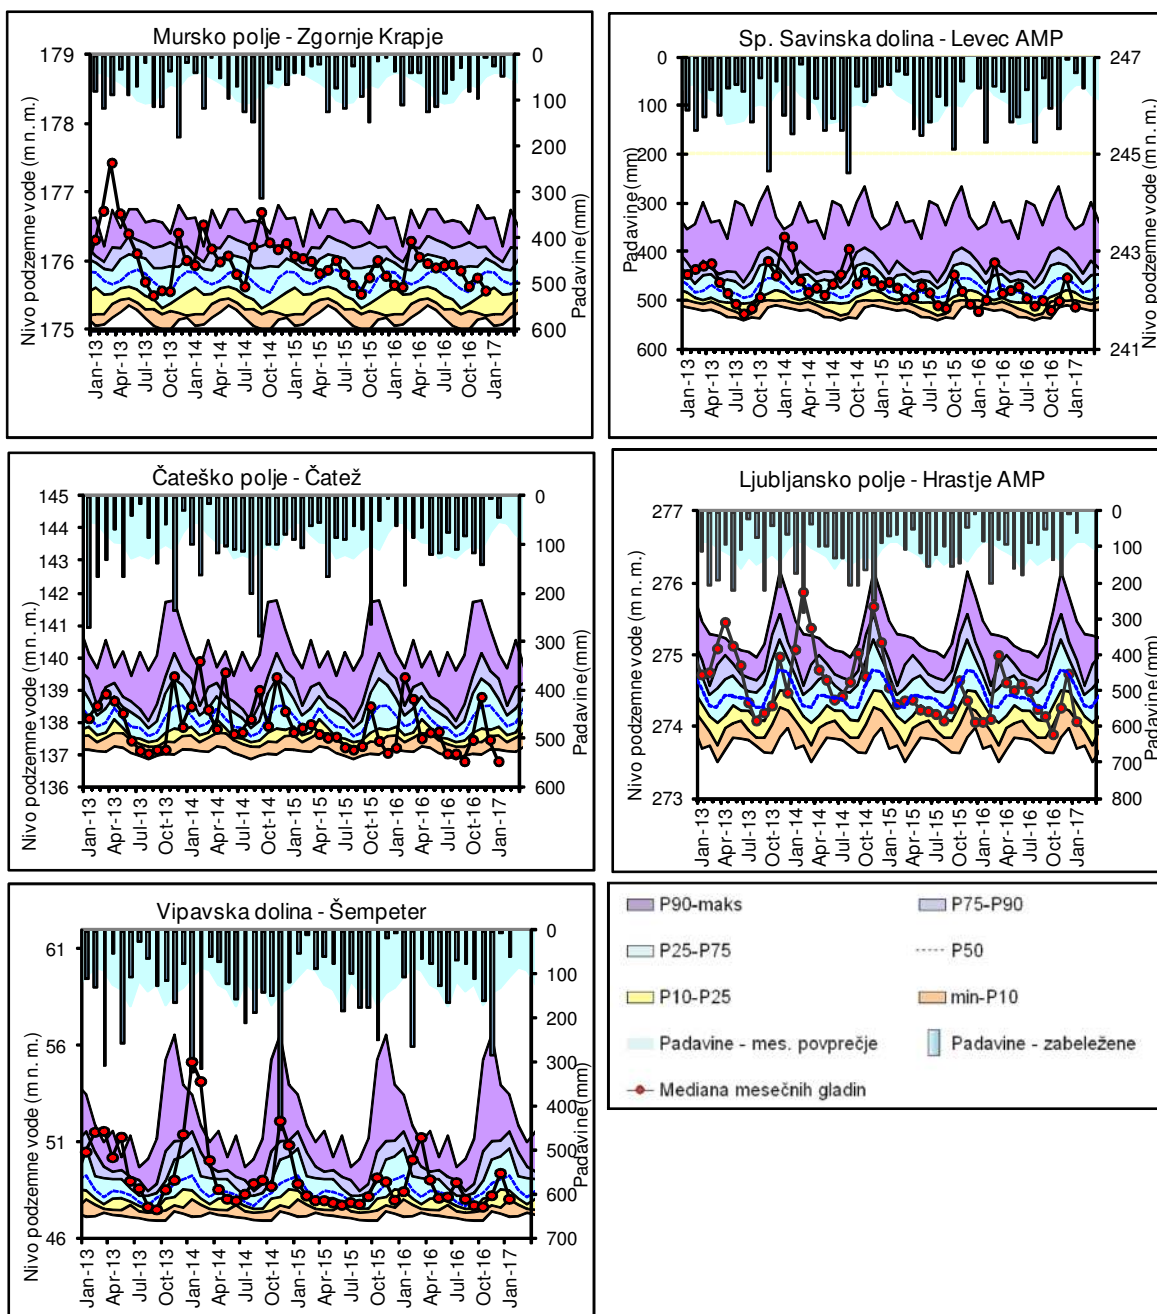 Mursko polje - Zgornje Krapje
Nivo podzemne vode (m n. m.)
179
178
177
176
175
0
100
200
300
400
500
600
Padavine (mm)
Jan-13
Apr-13
Jul-13
Oct-13
Jan-14
Apr-14
Jul-14
Oct-14
Jan-15
Apr-15
Jul-15
Oct-15
Jan-16
Apr-16
Jul-16
Oct-16
Jan-17
Sp. Savinska dolina - Levec AMP
Padavine (mm)
0
100
200
300
400
500
600
247
245
243
241
Nivo podzemne vode (m n. m.)
Jan-13
Apr-13
Jul-13
Oct-13
Jan-14
Apr-14
Jul-14
Oct-14
Jan-15
Apr-15
Jul-15
Oct-15
Jan-16
Apr-16
Jul-16
Oct-16
Jan-17
Čateško polje - Čatež
Nivo podzemne vode (m n. m.)
145
144
143
142
141
140
139
138
137
136
0
100
200
300
400
500
600
Padavine (mm)
Jan-13
Apr-13
Jul-13
Oct-13
Jan-14
Apr-14
Jul-14
Oct-14
Jan-15
Apr-15
Jul-15
Oct-15
Jan-16
Apr-16
Jul-16
Oct-16
Jan-17
Ljubljansko polje - Hrastje AMP
Nivo podzemne vode (m n. m.)
277
276
275
274
273
0
100
200
300
400
500
600
700
800
Padavine (mm)
Jan-13
Apr-13
Jul-13
Oct-13
Jan-14
Apr-14
Jul-14
Oct-14
Jan-15
Apr-15
Jul-15
Oct-15
Jan-16
Apr-16
Jul-16
Oct-16
Jan-17
Vipavska dolina - Šempeter
Nivo podzemne vode (m n. m.)
61
56
51
46
0
100
200
300
400
500
600
700
Padavine (mm)
Jan-13
Apr-13
Jul-13
Oct-13
Jan-14
Apr-14
Jul-14
Oct-14
Jan-15
Apr-15
Jul-15
Oct-15
Jan-16
Apr-16
Jul-16
Oct-16
Jan-17
P90-maks
P75-P90
P25-P75
P50
P10-P25
min-P10
Padavine - mes. povprečje
Padavine - zabeležene
Mediana mesečnih gladin